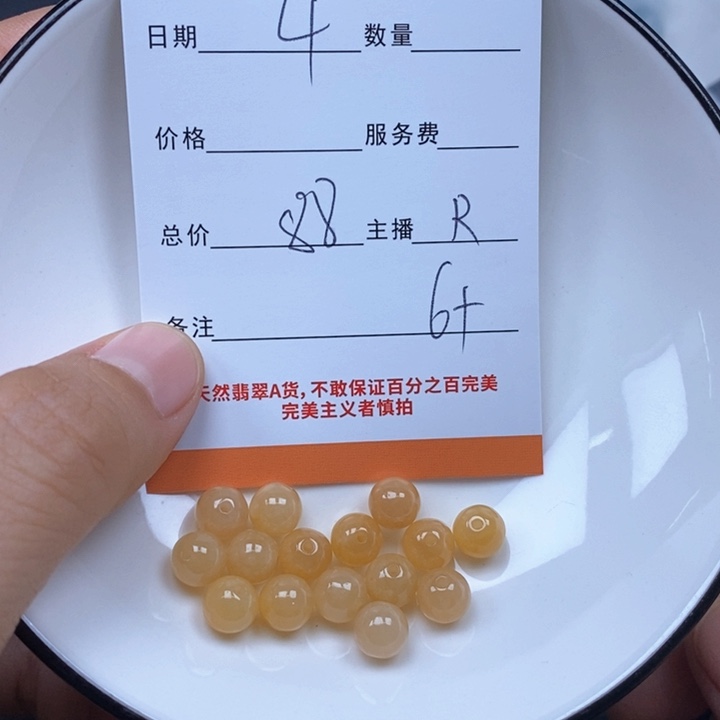 日期 4 数量
价格 服务费
总价 88 主播 R
备注 6+
天然翡翠A货,不敢保证百分之百完美
完美主义者慎拍